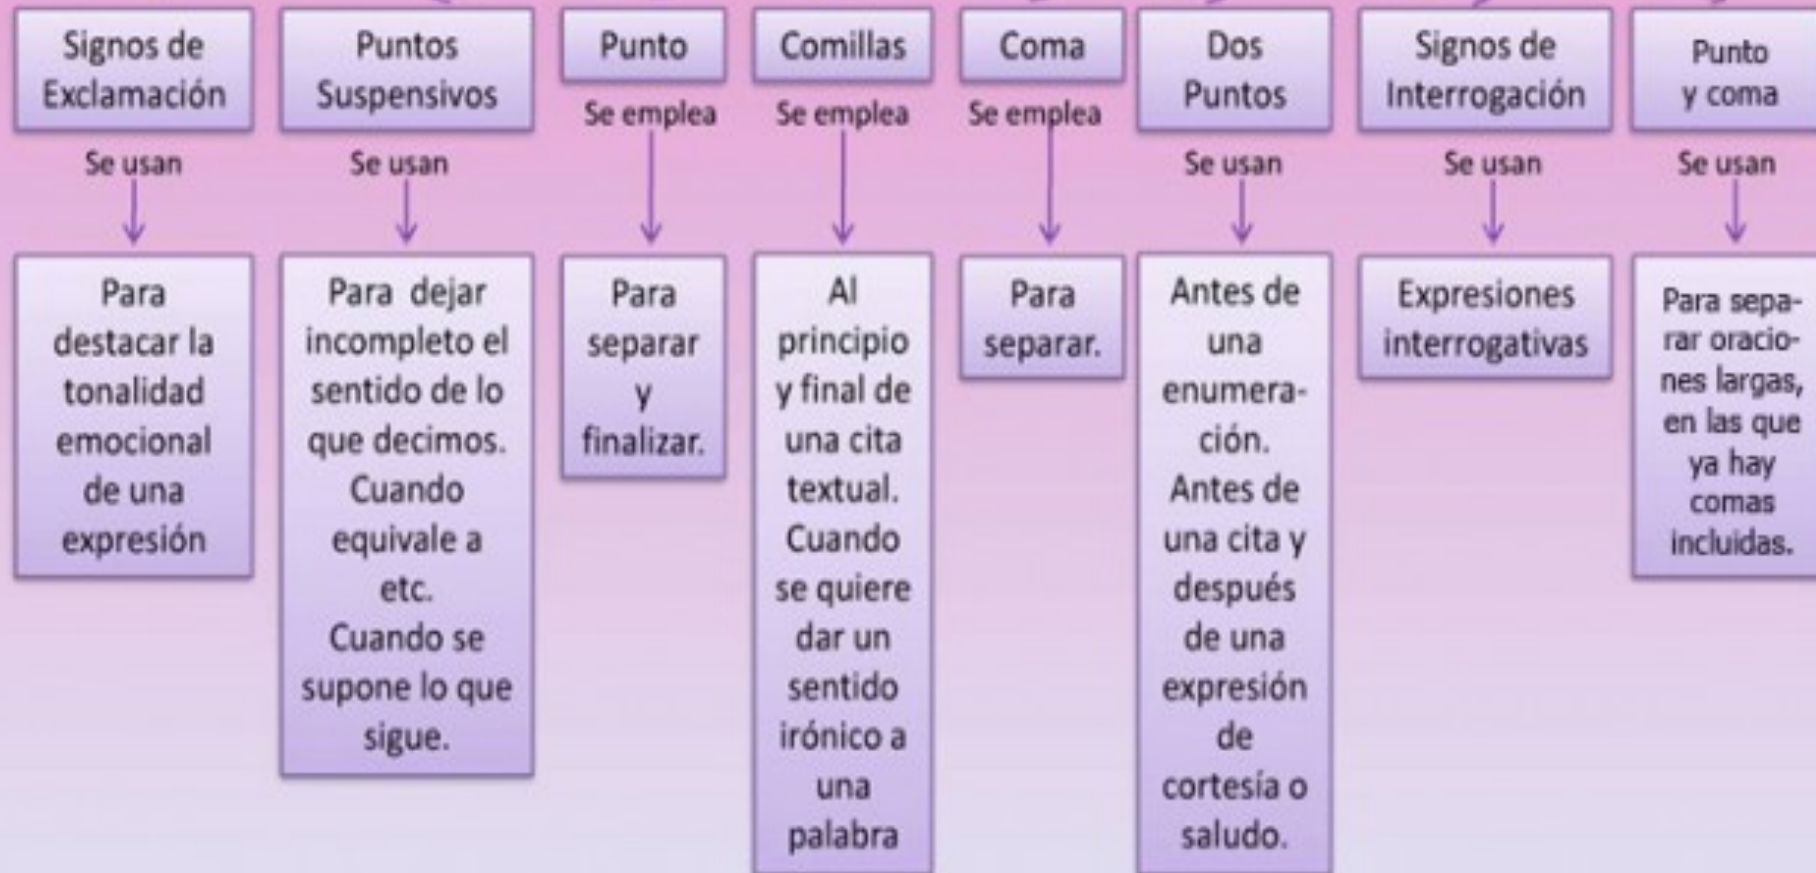 Signos de
Exclamación
Se usan
Para
destacar la
tonalidad
emocional
de una
expresión
Puntos
Suspensivos
Se usan
Para dejar
incompleto el
sentido de lo
que decimos.
Cuando
equivale a
etc.
Cuando se
supone lo que
sigue.
Punto
Se emplea
Para
separar
y
finalizar.
Comillas
Se emplea
Al
principio
y final de
una cita
textual.
Cuando
se quiere
dar un
sentido
irónico a
una
palabra
Coma
Se emplea
Para
separar.
Dos
Puntos
Se usan
Antes de
una
enumera-
ción.
Antes de
una cita y
después
de una
expresión
de
cortesía o
saludo.
Signos de
Interrogación
Se usan
Expresiones
interrogativas
Punto
y coma
Se usan
Para sepa-
rar oracio-
nes largas,
en las que
ya hay
comas
incluidas.